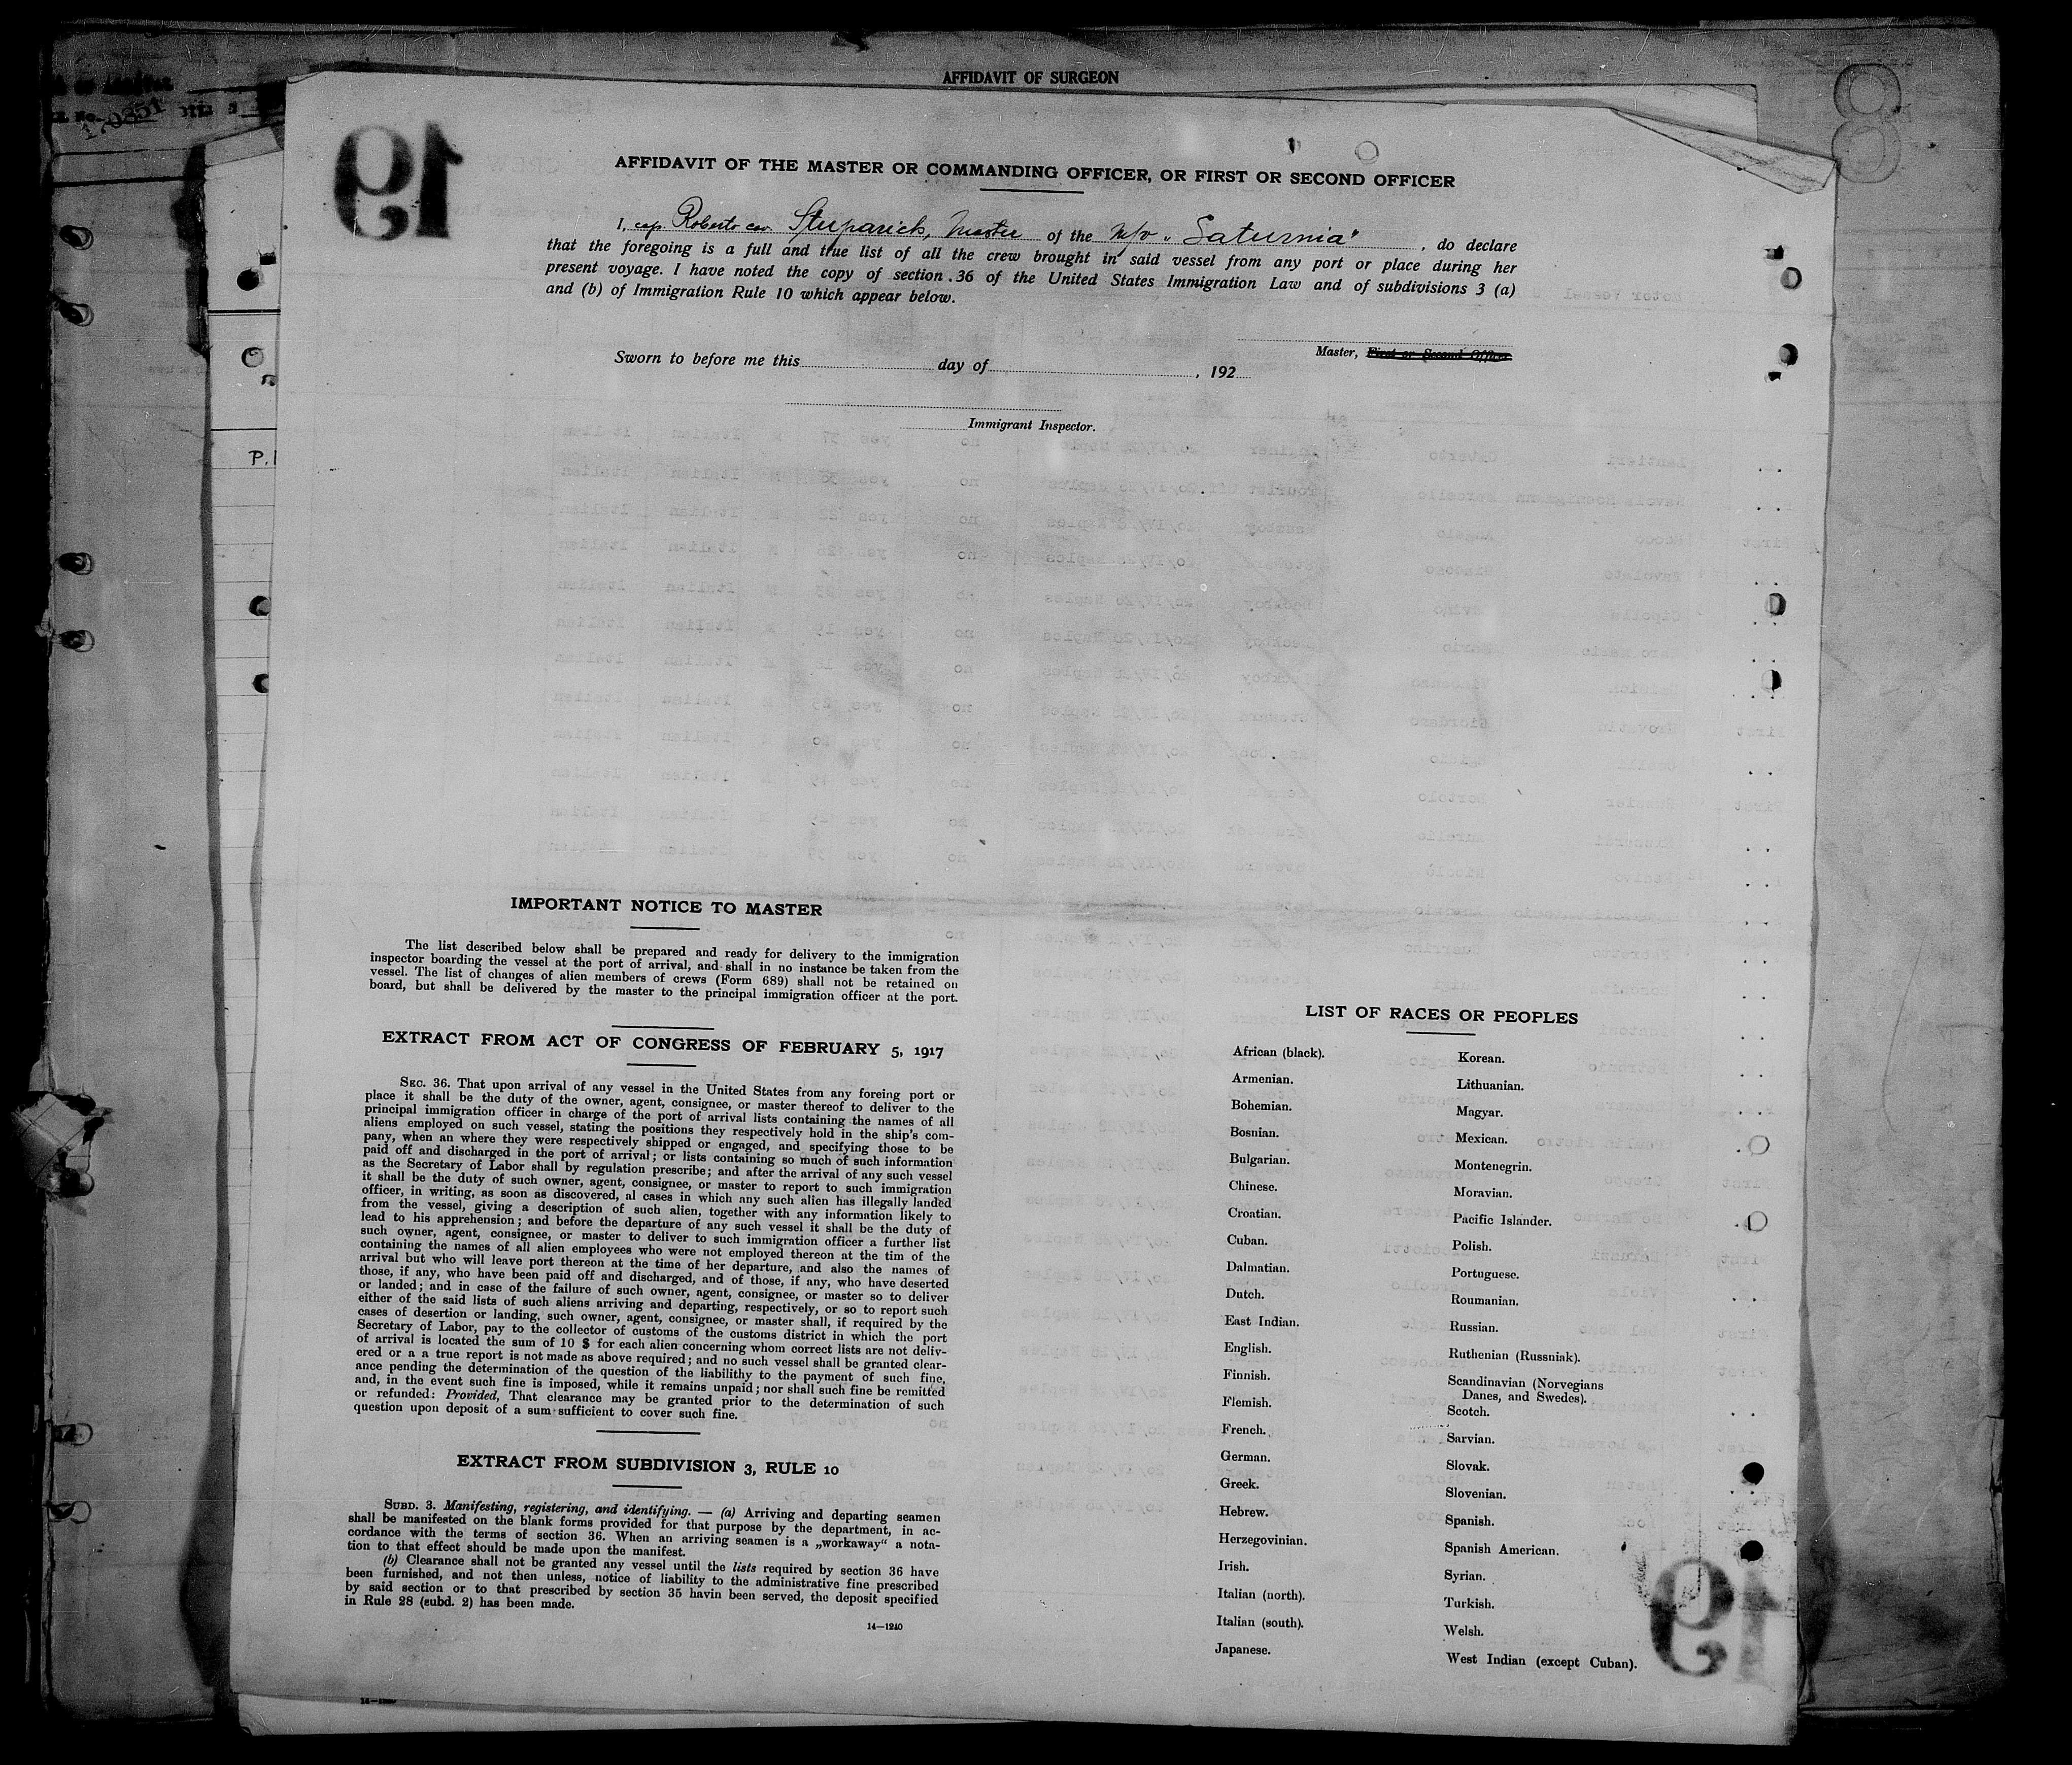 AFFIDAVIT OF SURGEON
19
AFFIDAVIT OF THE MASTER OR COMMANDING OFFICER, OR FIRST OR SECOND OFFICER
I, cap. Roberto cav. Stuparich, Master of the M/v „Saturnia" , do declare
that the foregoing is a full and true list of all the crew brought in said vessel from any port or place during her
present voyage. I have noted the copy of section 36 of the United States Immigration Law and of subdivisions 3 (a)
and (b) of Immigration Rule 10 which appear below.
Master, First or Second Officer
Sworn to before me this day of , 192
Immigrant Inspector.
P.
IMPORTANT NOTICE TO MASTER
The list described below shall be prepared and ready for delivery to the immigration
inspector boarding the vessel at the port of arrival, and shall in no instance be taken from the
vessel. The list of changes of alien members of crews (Form 689) shall not be retained on
board, but shall be delivered by the master to the principal immigration officer at the port.
EXTRACT FROM ACT OF CONGRESS OF FEBRUARY 5, 1917
SEC. 36. That upon arrival of any vessel in the United States from any foreing port or
place it shall be the duty of the owner, agent, consignee, or master thereof to deliver to the
principal immigration officer in charge of the port of arrival lists containing the names of all
aliens employed on such vessel, stating the positions they respectively hold in the ship's com-
pany, when an where they were respectively shipped or engaged, and specifying those to be
paid off and discharged in the port of arrival; or lists containing so much of such information
as the Secretary of Labor shall by regulation prescribe; and after the arrival of any such vessel
it shall be the duty of such owner, agent, consignee, or master to report to such immigration
officer, in writing, as soon as discovered, al cases in which any such alien has illegally landed
from the vessel, giving a description of such alien, together with any information likely to
lead to his apprehension; and before the departure of any such vessel it shall be the duty of
such owner, agent, consignee, or master to deliver to such immigration officer a further list
containing the names of all alien employees who were not employed thereon at the tim of the
arrival but who will leave port thereon at the time of her departure, and also the names of
those, if any, who have been paid off and discharged, and of those, if any, who have deserted
or landed; and in case of the failure of such owner, agent, consignee, or master so to deliver
either of the said lists of such aliens arriving and departing, respectively, or so to report such
cases of desertion or landing, such owner, agent, consignee, or master shall, if required by the
Secretary of Labor, pay to the collector of customs of the customs district in which the port
of arrival is located the sum of 10 $ for each alien concerning whom correct lists are not deliv-
ered or a a true report is not made as above required; and no such vessel shall be granted clear-
ance pending the determination of the question of the liabilithy to the payment of such fine,
and, in the event such fine is imposed, while it remains unpaid; nor shall such fine be remitted
or refunded: Provided, That clearance may be granted prior to the determination of such
question upon deposit of a sum sufficient to cover such fine.
EXTRACT FROM SUBDIVISION 3, RULE 10
SUBD. 3. Manifesting, registering, and identifying. — (a) Arriving and departing seamen
shall be manifested on the blank forms provided for that purpose by the department, in ac-
cordance with the terms of section 36. When an arriving seamen is a „workaway“ a nota-
tion to that effect should be made upon the manifest.
(b) Clearance shall not be granted any vessel until the lists required by section 36 have
been furnished, and not then unless, notice of liability to the administrative fine prescribed
by said section or to that prescribed by section 35 havin been served, the deposit specified
in Rule 28 (subd. 2) has been made.
14—1240
LIST OF RACES OR PEOPLES
African (black).
Armenian.
Bohemian.
Bosnian.
Bulgarian.
Chinese.
Croatian.
Cuban.
Dalmatian.
Dutch.
East Indian.
English.
Finnish.
Flemish.
French.
German.
Greek.
Hebrew.
Herzegovinian.
Irish.
Italian (north).
Italian (south).
Japanese.
Korean.
Lithuanian.
Magyar.
Mexican.
Montenegrin.
Moravian.
Pacific Islander.
Polish.
Portuguese.
Roumanian.
Russian.
Ruthenian (Russniak).
Scandinavian (Norvegians
Danes, and Swedes).
Scotch.
Sarvian.
Slovak.
Slovenian.
Spanish.
Spanish American.
Syrian.
Turkish.
Welsh.
West Indian (except Cuban).
19